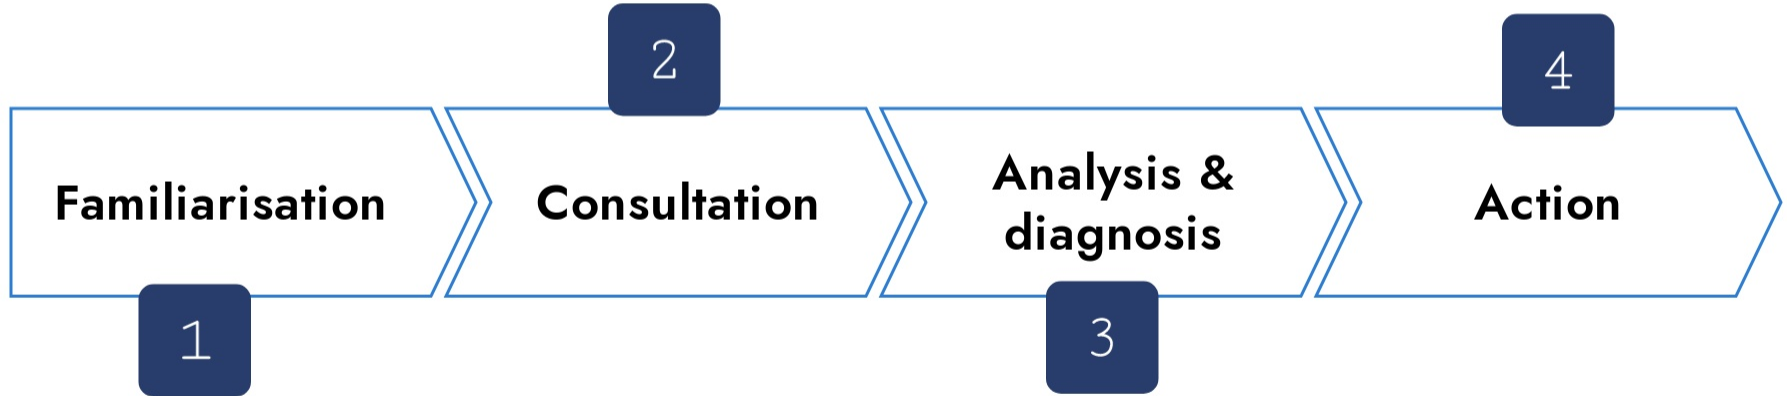 1
Familiarisation
2
Consultation
3
Analysis &
diagnosis
4
Action